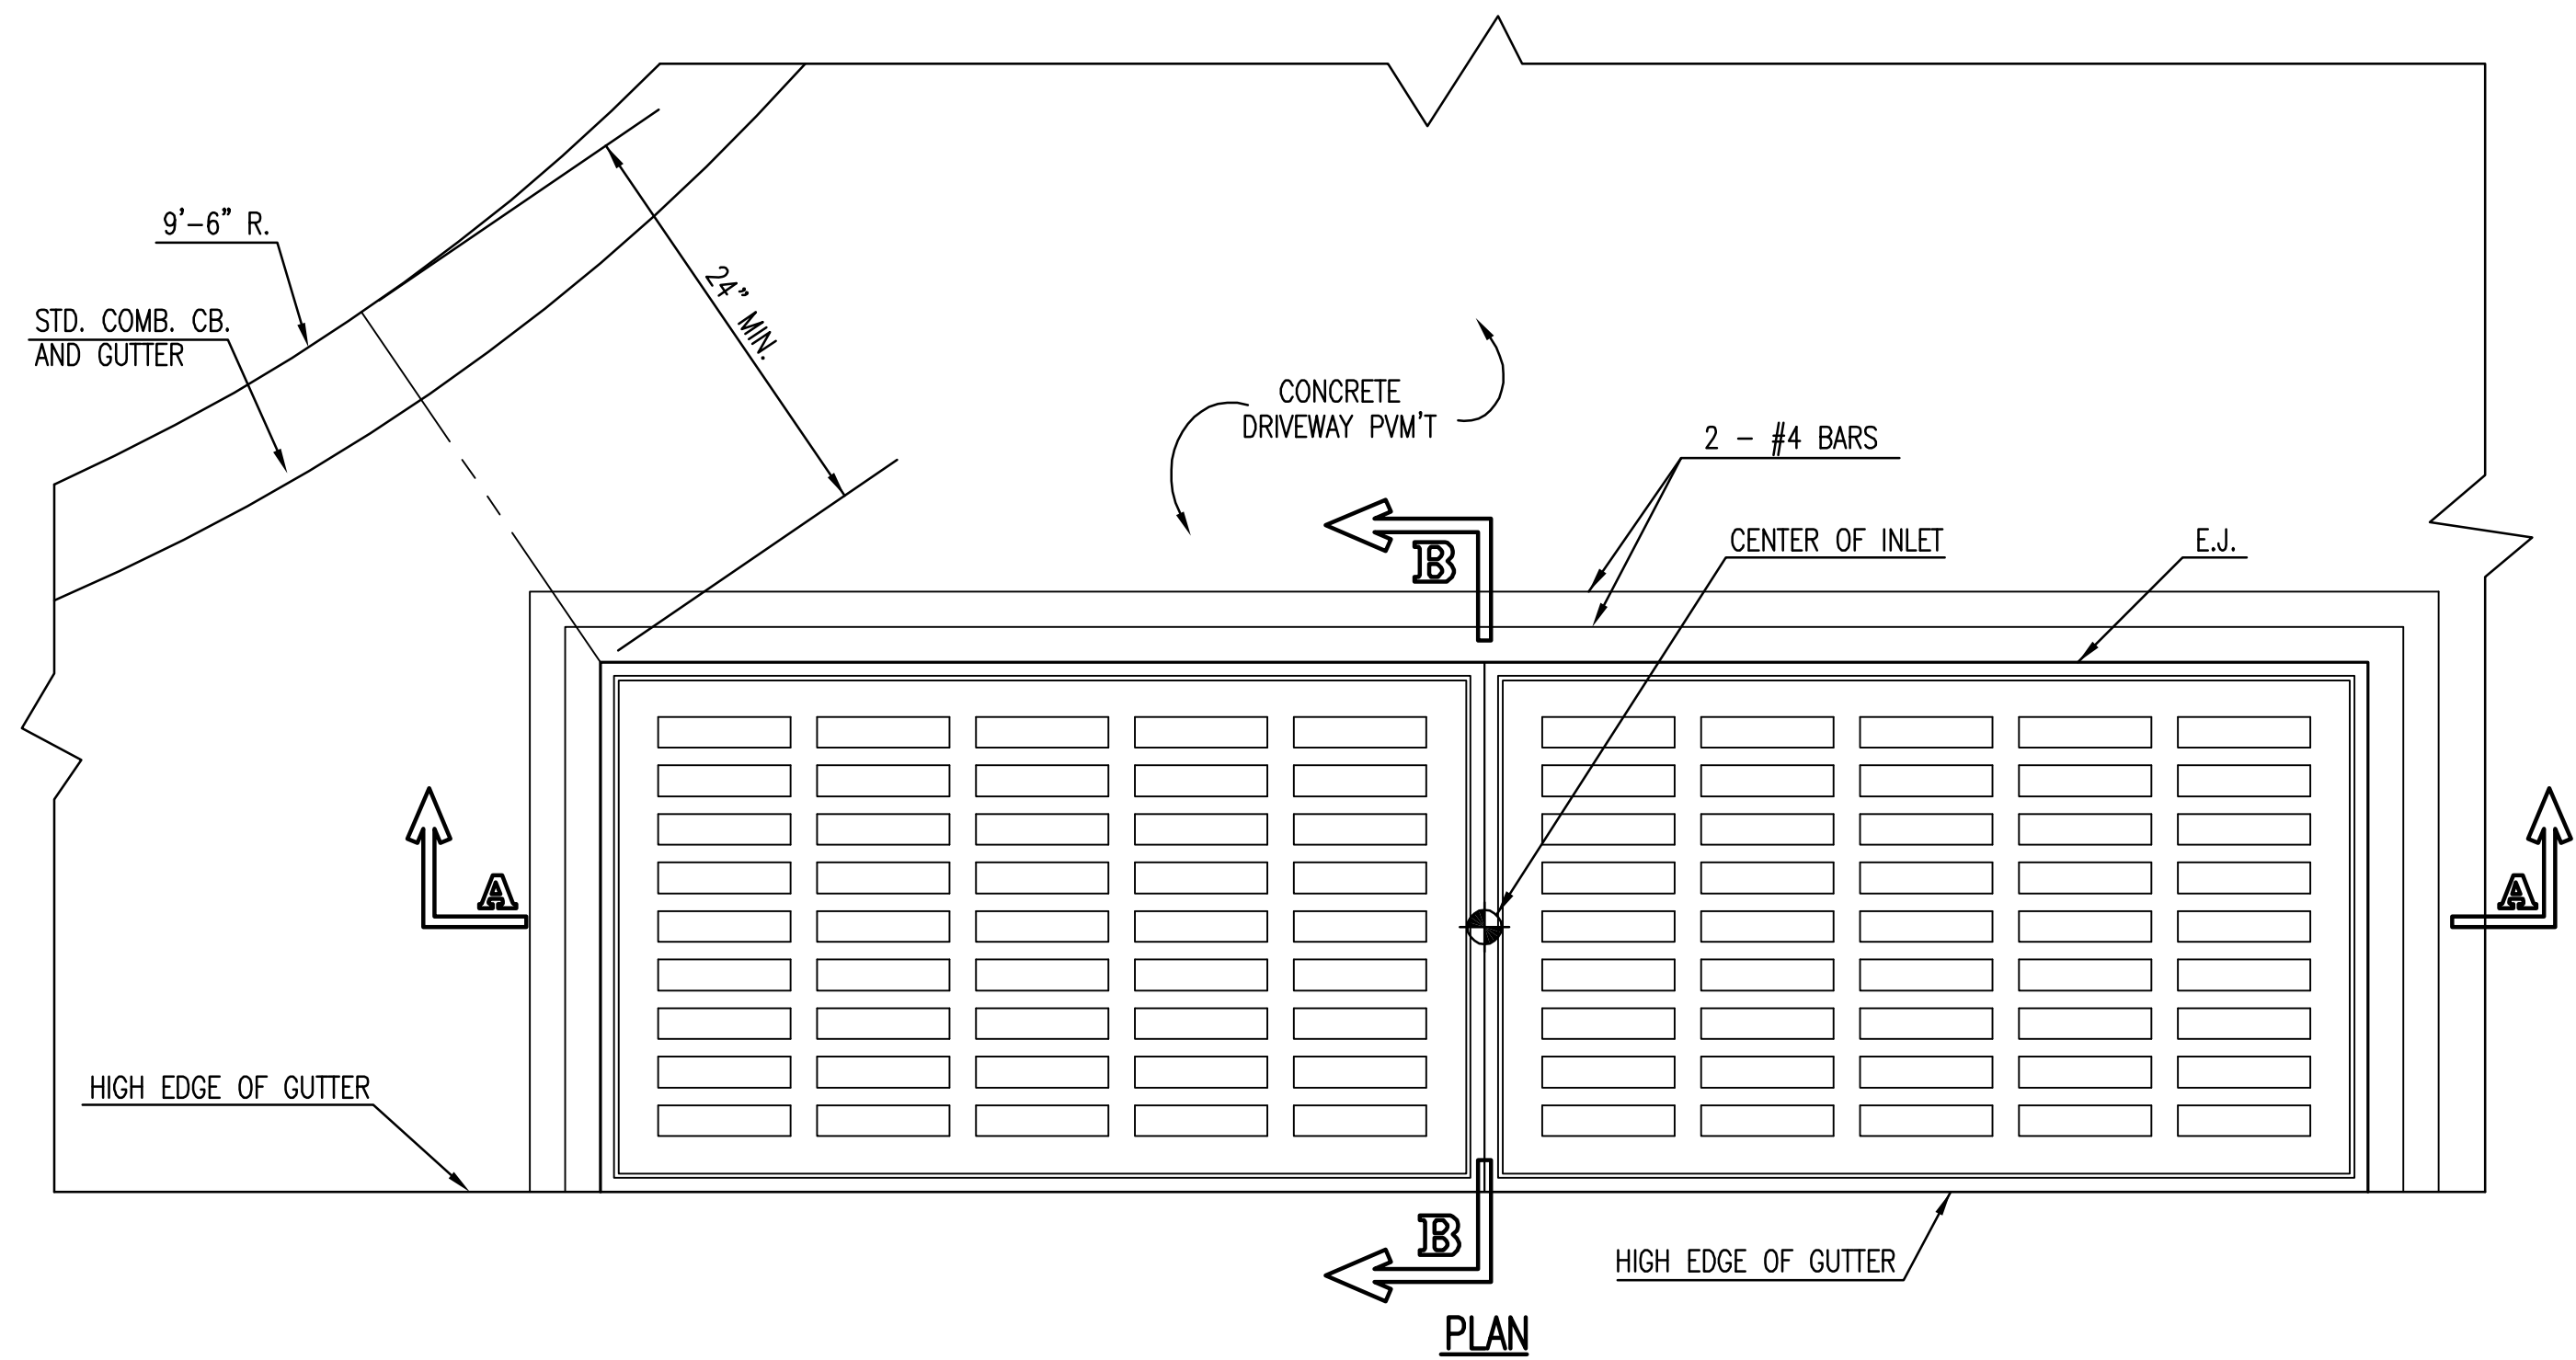 9'-6" R.
STD. COMB. CB.
AND GUTTER
24" MIN.
CONCRETE
DRIVEWAY PVM'T
2 - #4 BARS
CENTER OF INLET
E.J.
B
A
A
HIGH EDGE OF GUTTER
B
HIGH EDGE OF GUTTER
PLAN